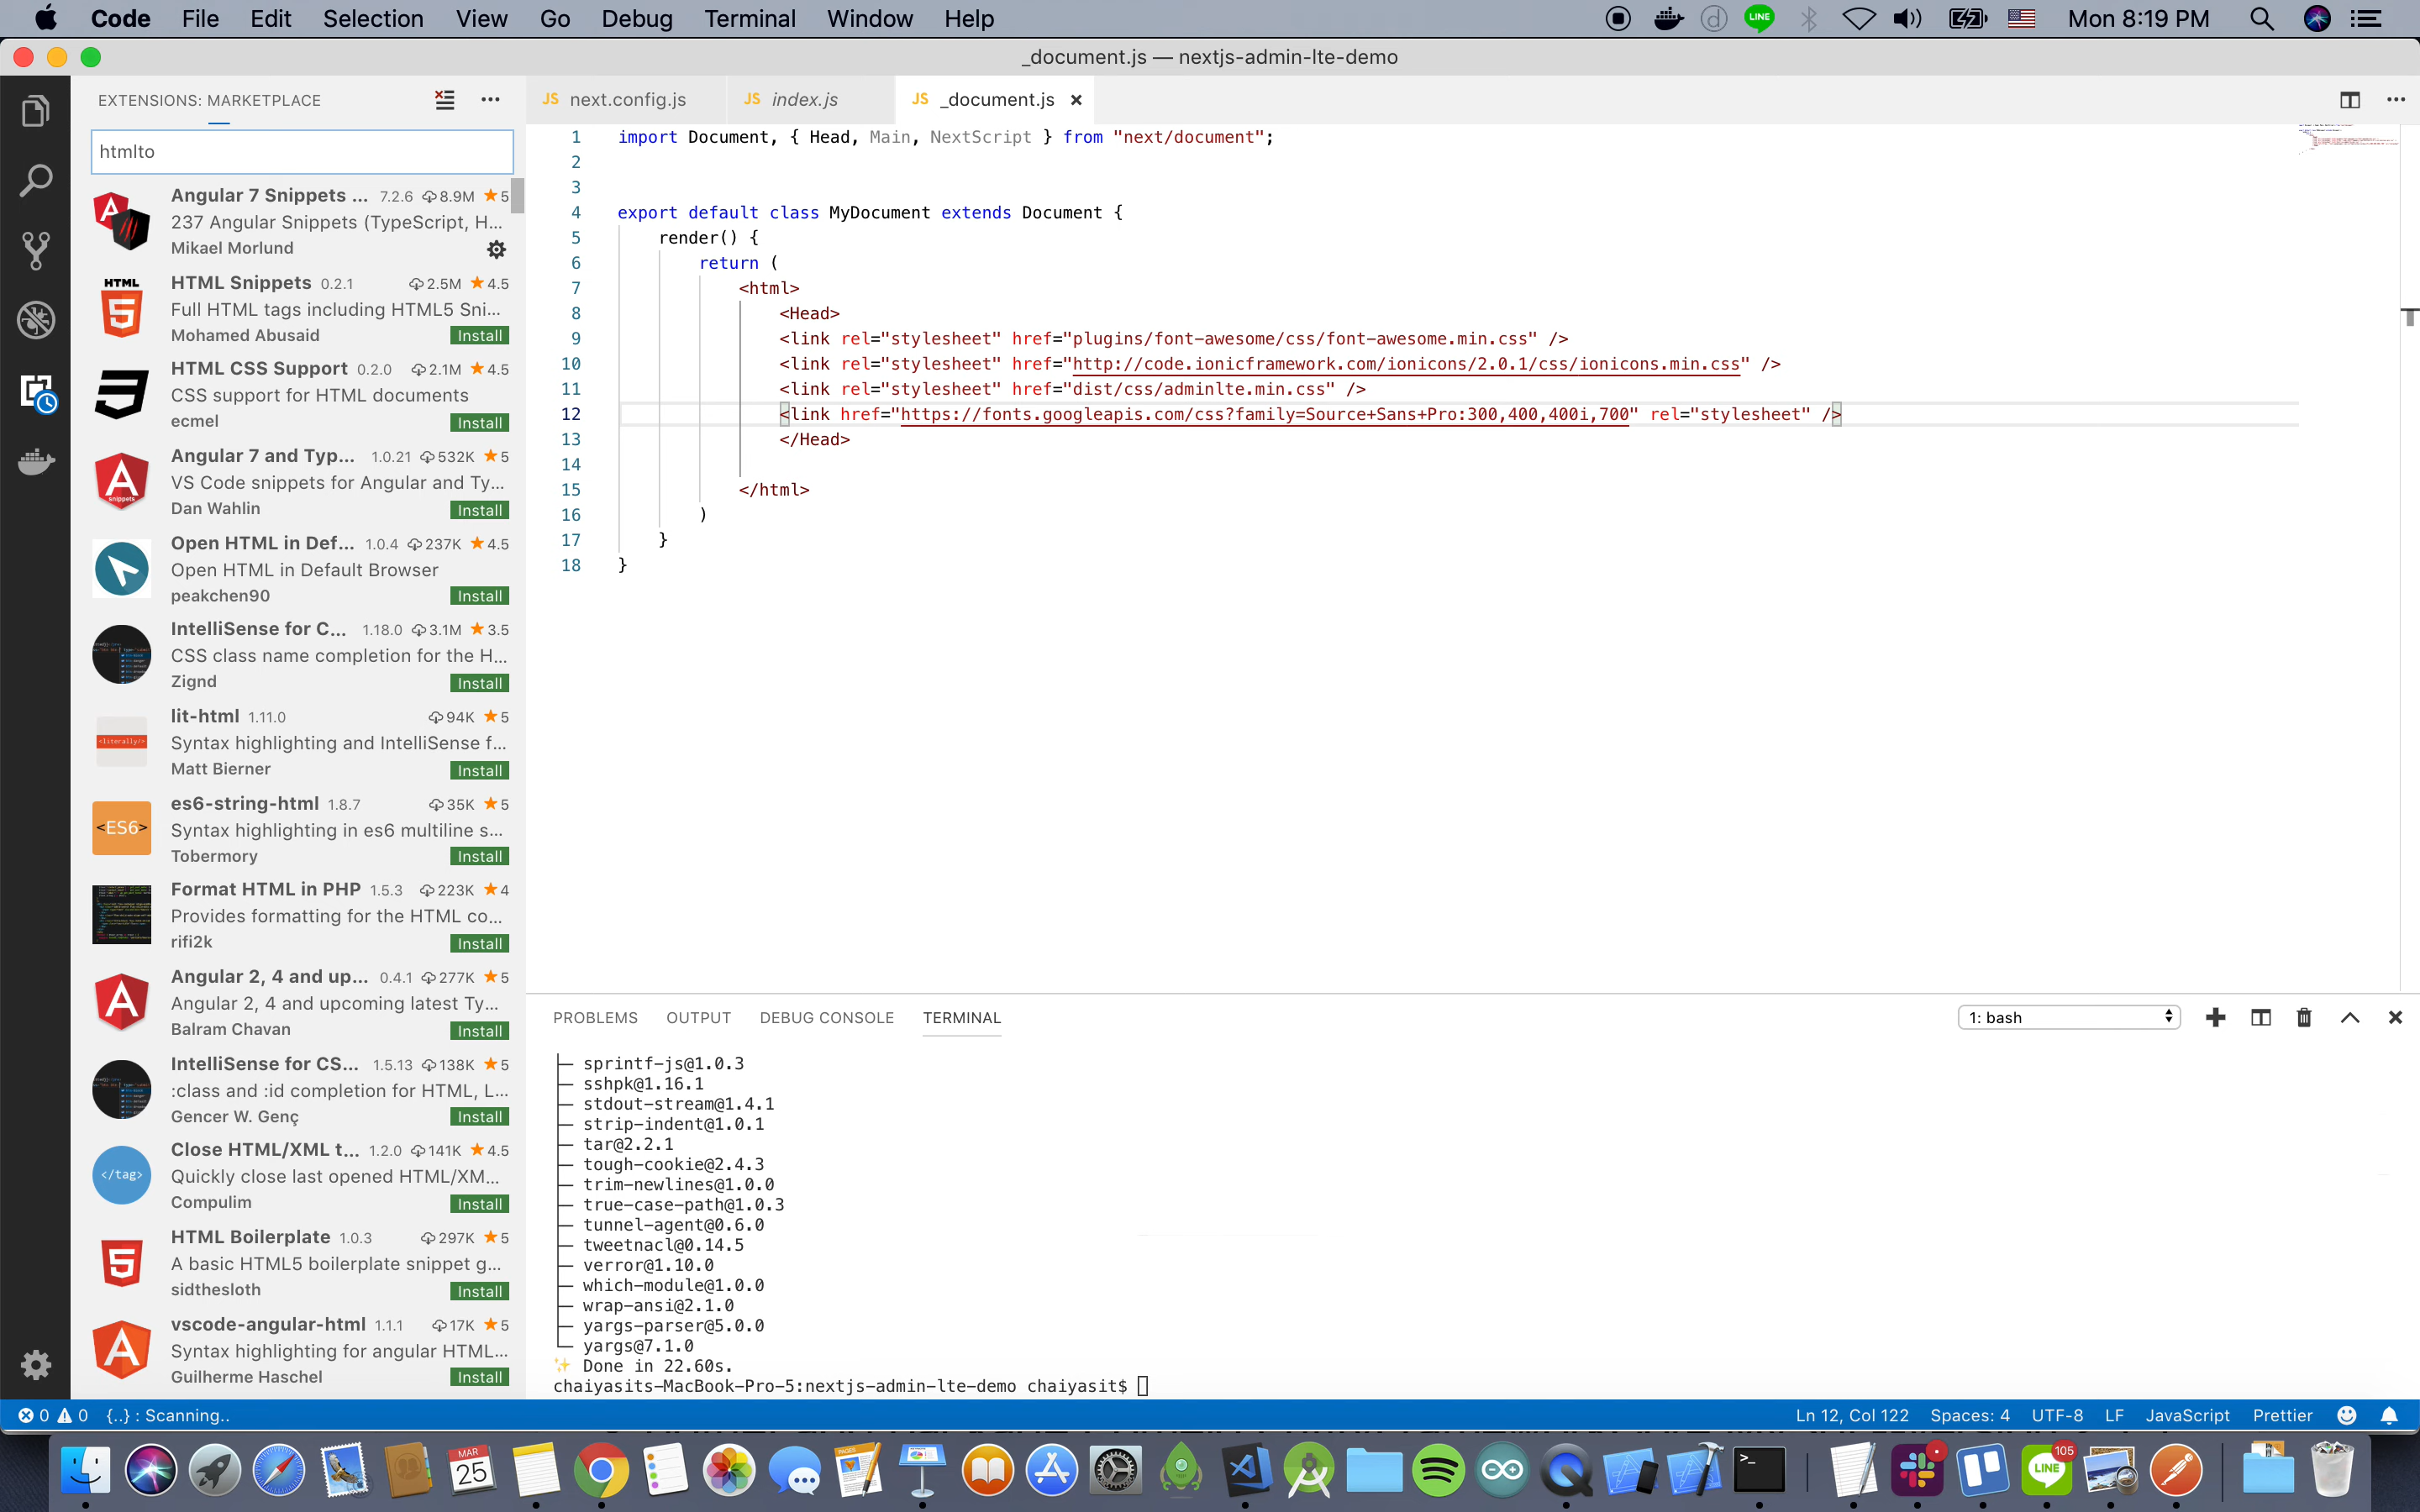 Code File Edit Selection View Go Debug Terminal Window Help
LINE
Mon 8:19 PM
_document.js — nextjs-admin-lte-demo
EXTENSIONS: MARKETPLACE
htmlto
Angular 7 Snippets ... 7.2.6 8.9M 5
237 Angular Snippets (TypeScript, H...
Mikael Morlund
HTML
HTML Snippets 0.2.1 2.5M 4.5
Full HTML tags including HTML5 Sni...
Mohamed Abusaid Install
HTML CSS Support 0.2.0 2.1M 4.5
CSS support for HTML documents
ecmel Install
snippets
Angular 7 and Typ... 1.0.21 532K 5
VS Code snippets for Angular and Ty...
Dan Wahlin Install
Open HTML in Def... 1.0.4 237K 4.5
Open HTML in Default Browser
peakchen90 Install
IntelliSense for C... 1.18.0 3.1M 3.5
CSS class name completion for the H...
Zignd Install
<literally/>
lit-html 1.11.0 94K 5
Syntax highlighting and IntelliSense f...
Matt Bierner Install
<ES6>
es6-string-html 1.8.7 35K 5
Syntax highlighting in es6 multiline s...
Tobermory Install
Format HTML in PHP 1.5.3 223K 4
Provides formatting for the HTML co...
rifi2k Install
Angular 2, 4 and up... 0.4.1 277K 5
Angular 2, 4 and upcoming latest Ty...
Balram Chavan Install
IntelliSense for CS... 1.5.13 138K 5
:class and :id completion for HTML, L...
Gencer W. Genç Install
</tag>
Close HTML/XML t... 1.2.0 141K 4.5
Quickly close last opened HTML/XM...
Compulim Install
HTML Boilerplate 1.0.3 297K 5
A basic HTML5 boilerplate snippet g...
sidthesloth Install
vscode-angular-html 1.1.1 17K 5
Syntax highlighting for angular HTML...
Guilherme Haschel Install
JS next.config.js JS index.js JS _document.js ×
1 import Document, { Head, Main, NextScript } from "next/document";
2
3
4 export default class MyDocument extends Document {
5 render() {
6 return (
7 <html>
8 <Head>
9 <link rel="stylesheet" href="plugins/font-awesome/css/font-awesome.min.css" />
10 <link rel="stylesheet" href="http://code.ionicframework.com/ionicons/2.0.1/css/ionicons.min.css" />
11 <link rel="stylesheet" href="dist/css/adminlte.min.css" />
12 <link href="https://fonts.googleapis.com/css?family=Source+Sans+Pro:300,400,400i,700" rel="stylesheet" />
13 </Head>
14
15 </html>
16 )
17 }
18 }
PROBLEMS OUTPUT DEBUG CONSOLE TERMINAL 1: bash
├─ sprintf-js@1.0.3
├─ sshpk@1.16.1
├─ stdout-stream@1.4.1
├─ strip-indent@1.0.1
├─ tar@2.2.1
├─ tough-cookie@2.4.3
├─ trim-newlines@1.0.0
├─ true-case-path@1.0.3
├─ tunnel-agent@0.6.0
├─ tweetnacl@0.14.5
├─ verror@1.10.0
├─ which-module@1.0.0
├─ wrap-ansi@2.1.0
├─ yargs-parser@5.0.0
└─ yargs@7.1.0
✨ Done in 22.60s.
chaiyasits-MacBook-Pro-5:nextjs-admin-lte-demo chaiyasit$
0 0 {..} : Scanning.. Ln 12, Col 122 Spaces: 4 UTF-8 LF JavaScript Prettier
MAR
25
PAGES
>_
LINE
105